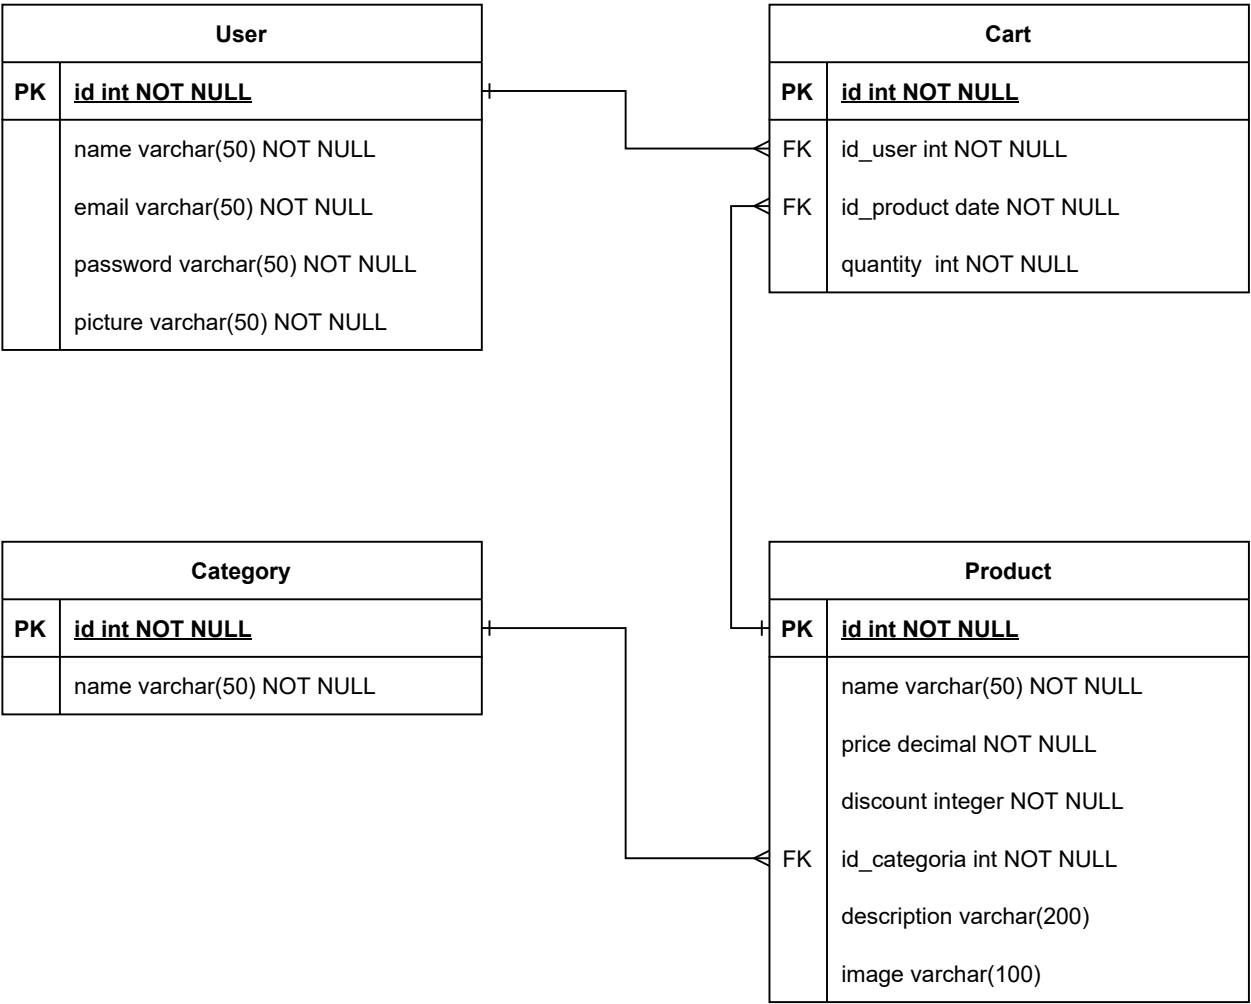 User
PK id int NOT NULL
name varchar(50) NOT NULL
email varchar(50) NOT NULL
password varchar(50) NOT NULL
picture varchar(50) NOT NULL
Cart
PK id int NOT NULL
FK id_user int NOT NULL
FK id_product date NOT NULL
quantity  int NOT NULL
Category
PK id int NOT NULL
name varchar(50) NOT NULL
Product
PK id int NOT NULL
name varchar(50) NOT NULL
price decimal NOT NULL
discount integer NOT NULL
FK id_categoria int NOT NULL
description varchar(200)
image varchar(100)